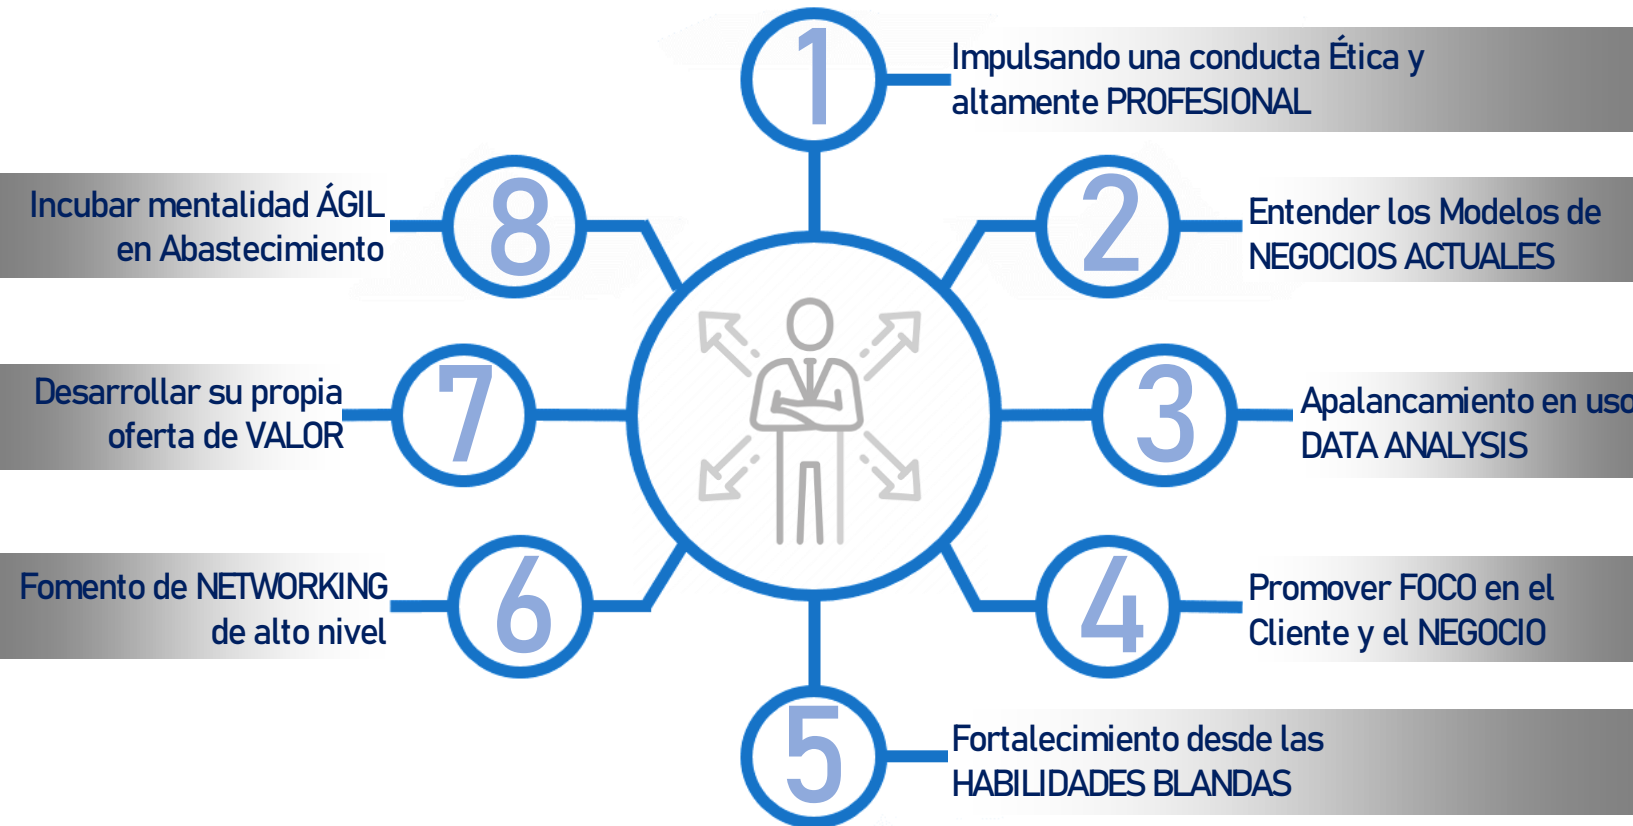 1
Impulsando una conducta Ética y
altamente PROFESIONAL
2
Entender los Modelos de
NEGOCIOS ACTUALES
3
Apalancamiento en uso
DATA ANALYSIS
4
Promover FOCO en el
Cliente y el NEGOCIO
5
Fortalecimiento desde las
HABILIDADES BLANDAS
6
Fomento de NETWORKING
de alto nivel
7
Desarrollar su propia
oferta de VALOR
8
Incubar mentalidad ÁGIL
en Abastecimiento